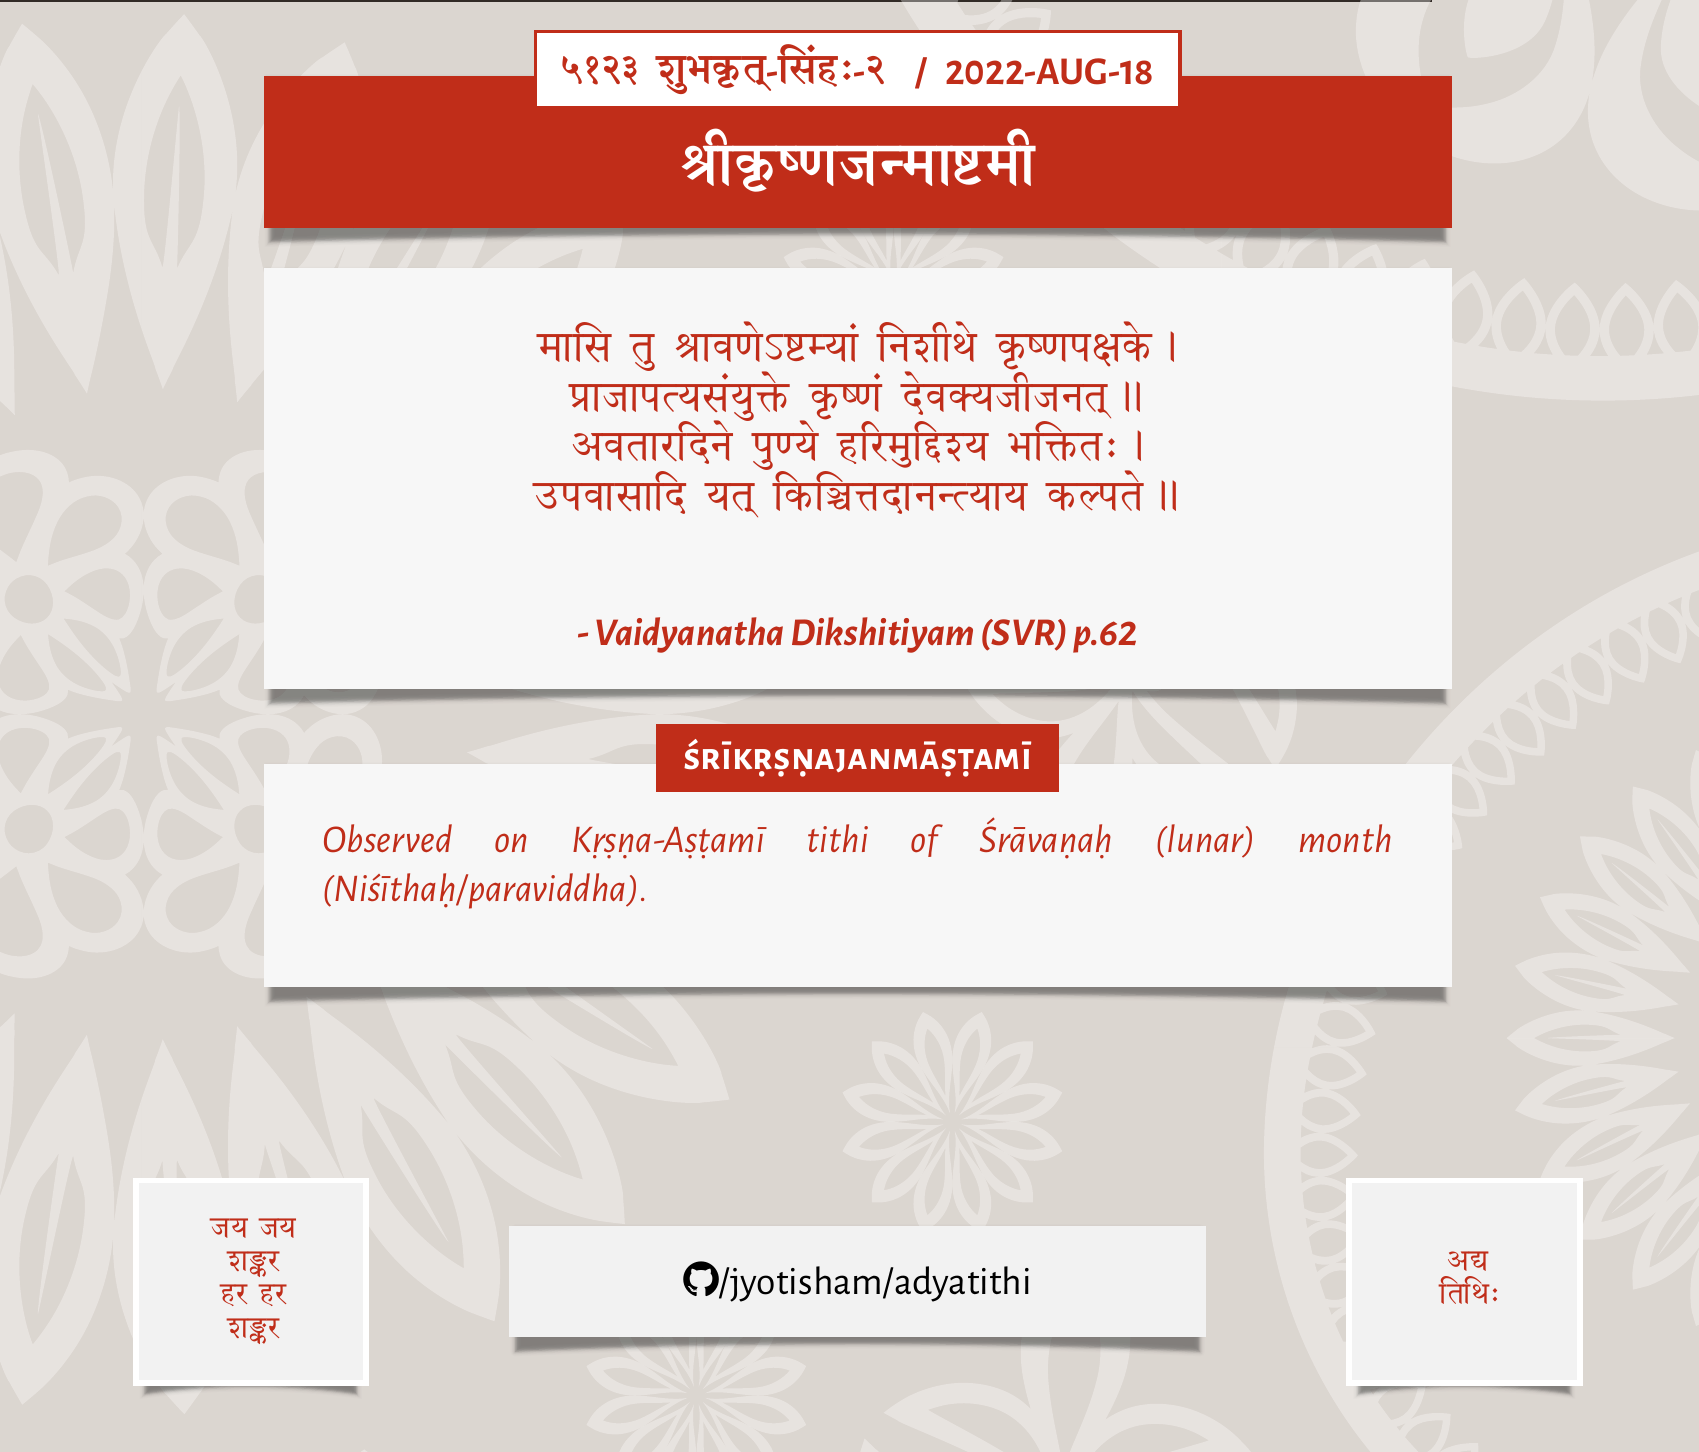 ५१२३ शुभकृत्-सिंहः-२ / 2022-AUG-18
श्रीकृष्णजन्माष्टमी
मासि तु श्रावणेऽष्टम्यां निशीथे कृष्णपक्षके ।
प्राजापत्यसंयुक्ते कृष्णं देवक्यजीजनत् ॥
अवतारदिने पुण्ये हरिमुद्दिश्य भक्तितः ।
उपवासादि यत् किञ्चित्तदानन्त्याय कल्पते ॥
- Vaidyanatha Dikshitiyam (SVR) p.62
ŚRĪKṚṢṆAJANMĀṢṬAMĪ
Observed on Kṛṣṇa-Aṣṭamī tithi of Śrāvaṇaḥ (lunar) month
(Niśīthaḥ/paraviddha).
जय जय
शङ्कर
हर हर
शङ्कर
/jyotisham/adyatithi
अद्य
तिथिः